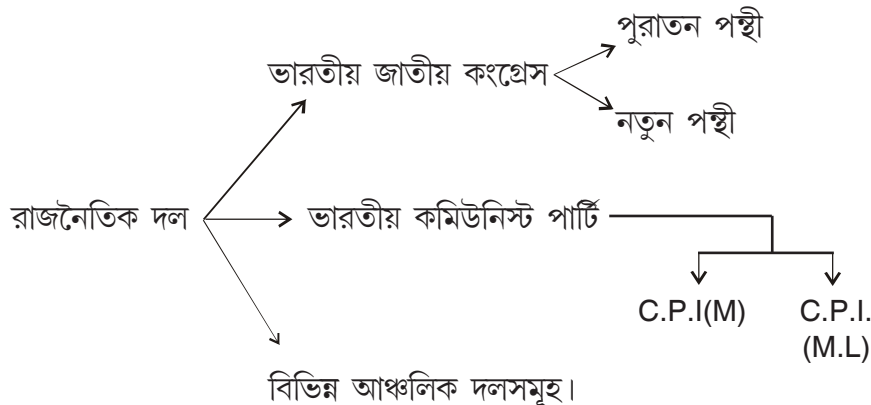 পুরাতন পন্থী
ভারতীয় জাতীয় কংগ্রেস
নতুন পন্থী
রাজনৈতিক দল
ভারতীয় কমিউনিস্ট পার্টি
C.P.I(M)
C.P.I.
(M.L)
বিভিন্ন আঞ্চলিক দলসমূহ।